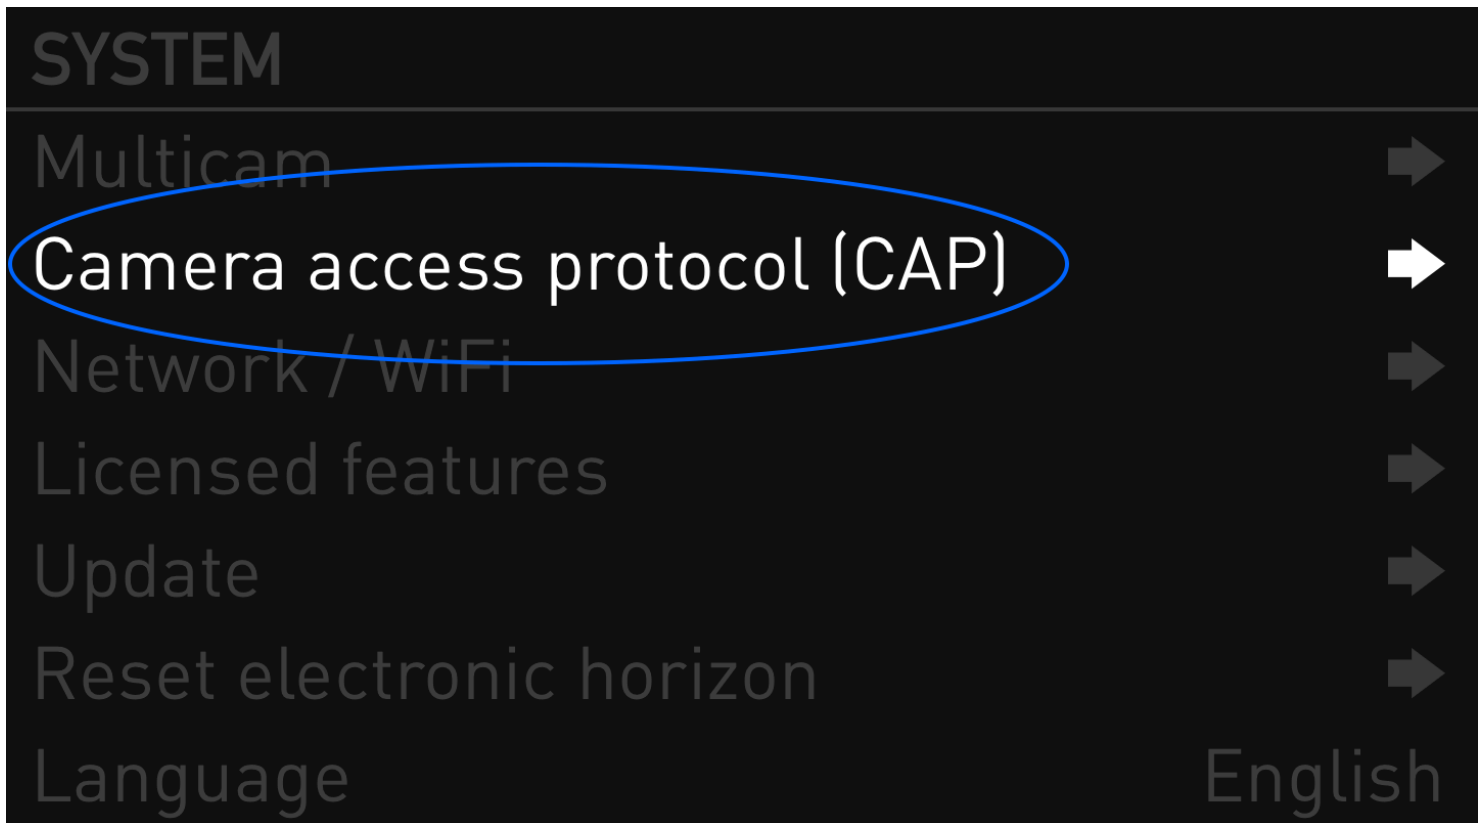 SYSTEM
Multicam
Camera access protocol (CAP)
Network / WiFi
Licensed features
Update
Reset electronic horizon
Language English